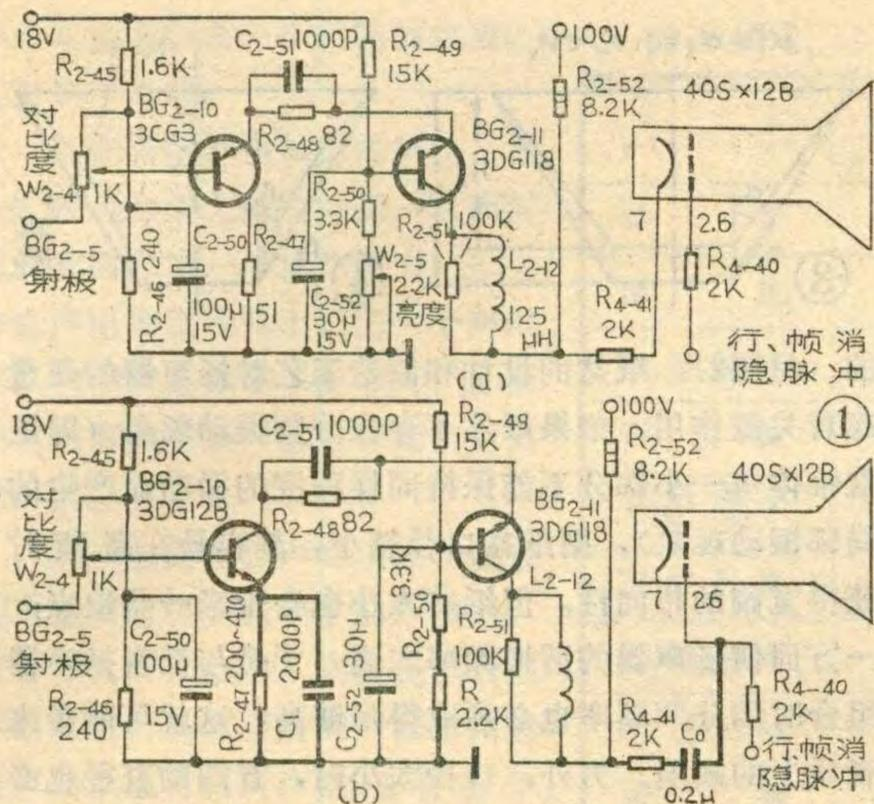 18V
R2-45
1.6K
C2-51
1000P
R2-49
15K
100V
R2-52
8.2K
40S×12B
对比度
W2-4
1K
BG2-10
3CG3
R2-48
82
BG2-11
3DG118
BG2-5
射极
R2-46
240
C2-50
100μ
15V
R2-47
51
R2-50
3.3K
C2-52
30μ
15V
W2-5
2.2K
亮度
R2-51
100K
L2-12
125
μH
R4-41
2K
7
2.6
R4-40
2K
行、帧消
隐脉冲
(a)
①
③
18V
R2-45
1.6K
C2-51
1000P
R2-49
15K
100V
R2-52
8.2K
40S×12B
对比度
W2-4
1K
BG2-10
3DG12B
R2-48
82
BG2-11
3DG118
BG2-5
射极
R2-46
240
C2-50
100μ
15V
R2-47
200~410
C1
2000P
C2-52
30μ
3.3K
R2-50
R2-51
100K
R
2.2K
L2-12
R4-41
2K
C0
0.2μ
7
2.6
R4-40
2K
行、帧消
隐脉冲
(b)